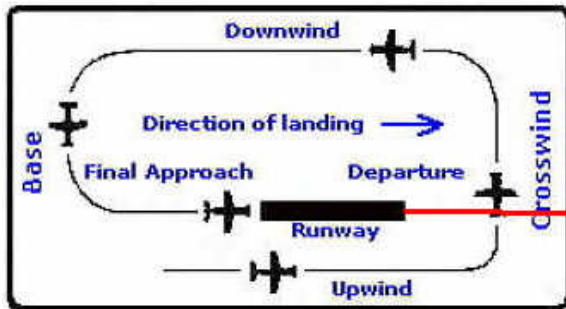 Downwind
Direction of landing
Base
Crosswind
Final Approach
Departure
Runway
Upwind